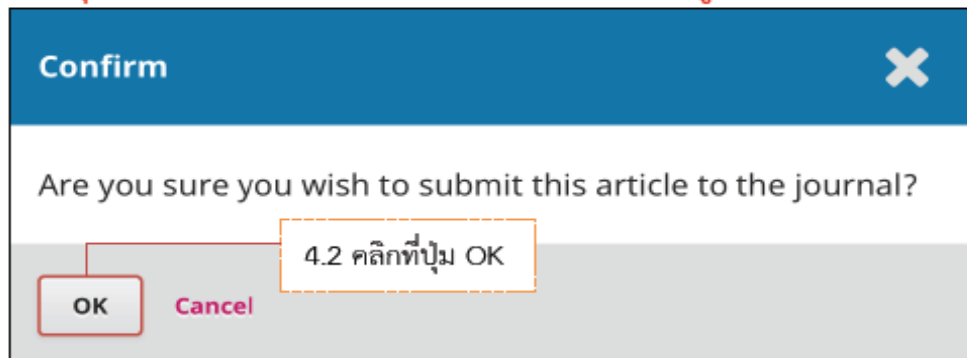 Confirm
Are you sure you wish to submit this article to the journal?
4.2 คลิกที่ปุ่ม OK
OK Cancel